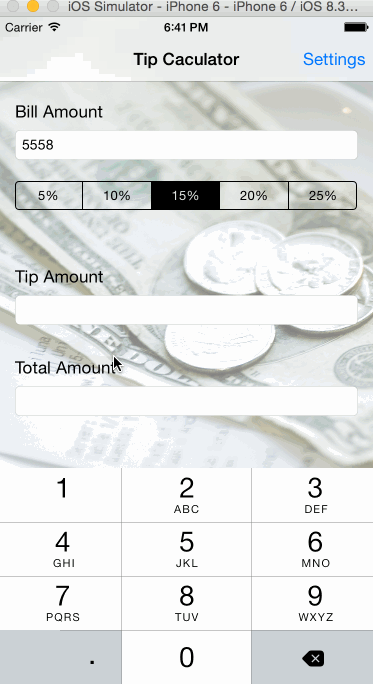 iOS Simulator - iPhone 6 - iPhone 6 / iOS 8.3...
Carrier 6:41 PM
Tip Caculator Settings
Bill Amount
5558
5% 10% 15% 20% 25%
Tip Amount
Total Amount
1 2 3
ABC DEF
4 5 6
GHI JKL MNO
7 8 9
PQRS TUV WXYZ
. 0